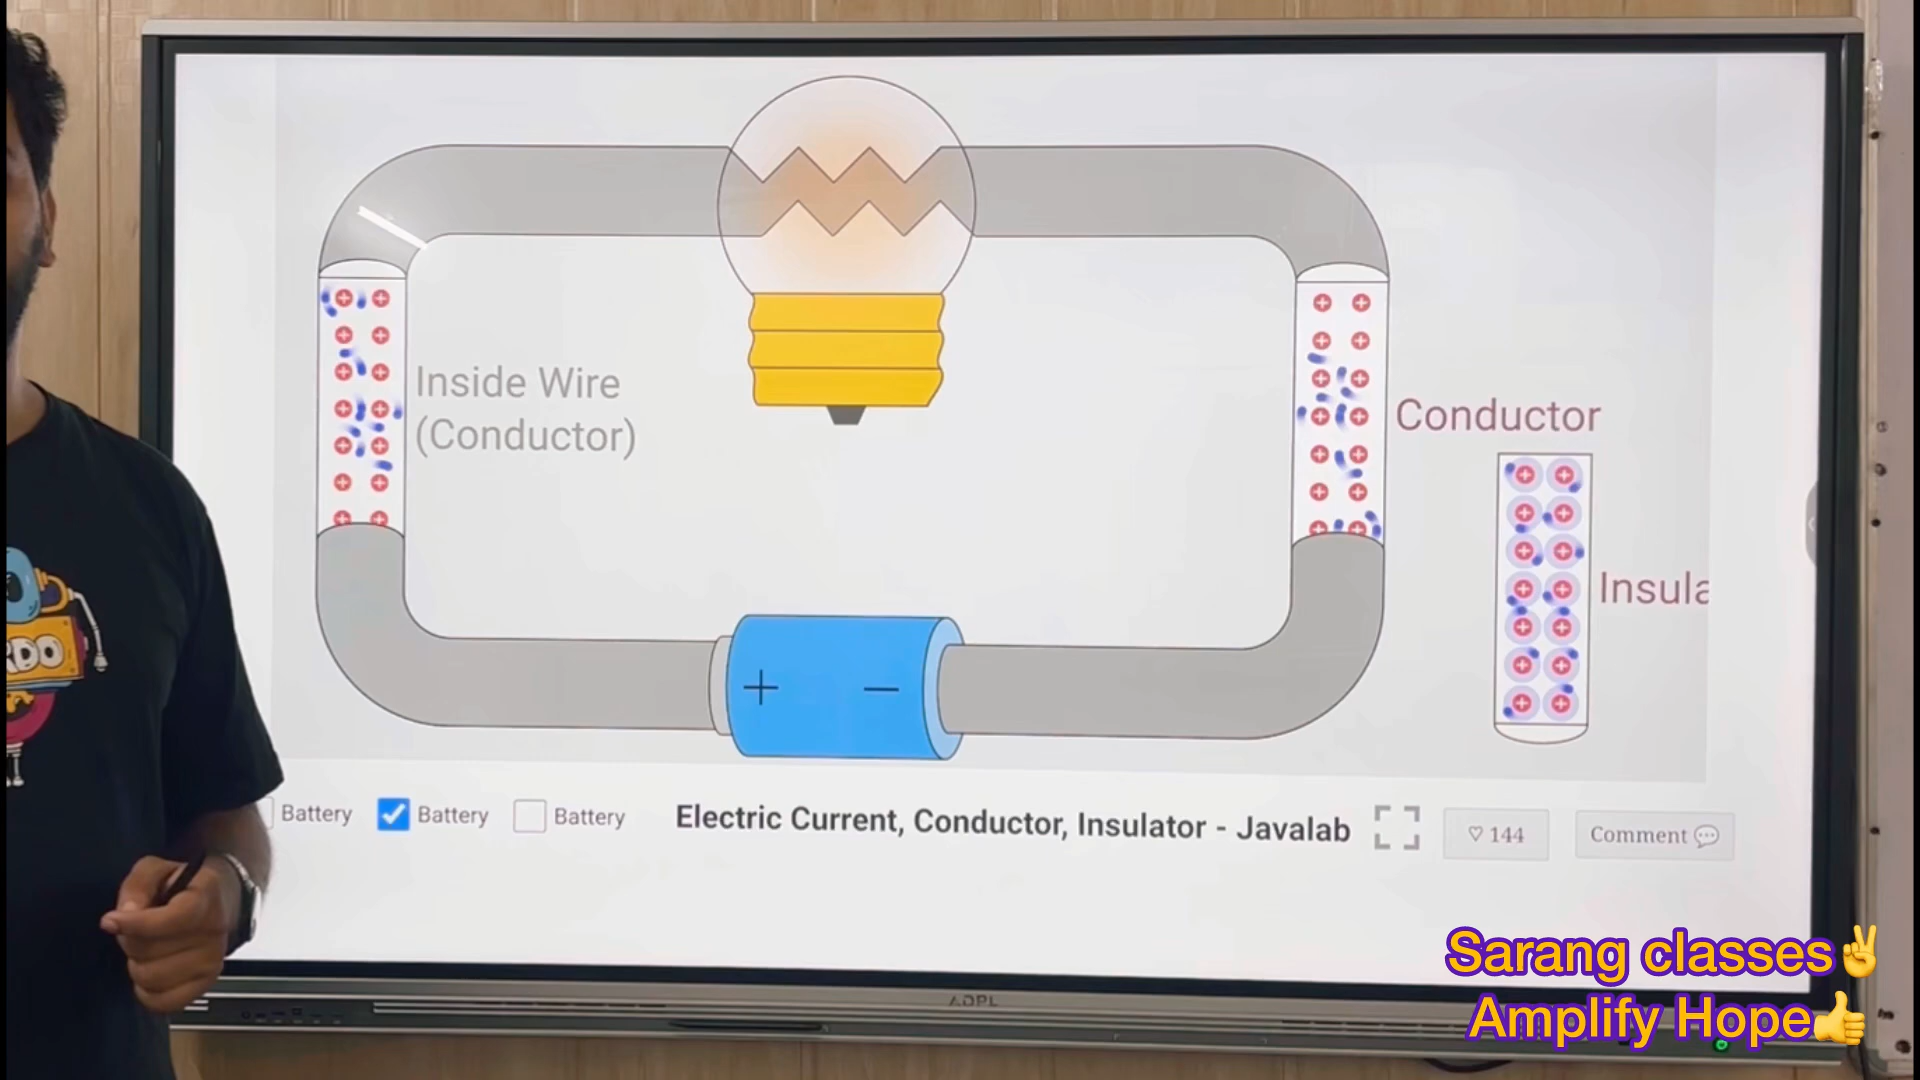 Inside Wire
(Conductor)
Conductor
Insula
+ −
Battery Battery Battery Electric Current, Conductor, Insulator - Javalab ♡ 144 Comment 💬
ADPL
Sarang classes✌
Amplify Hope👍